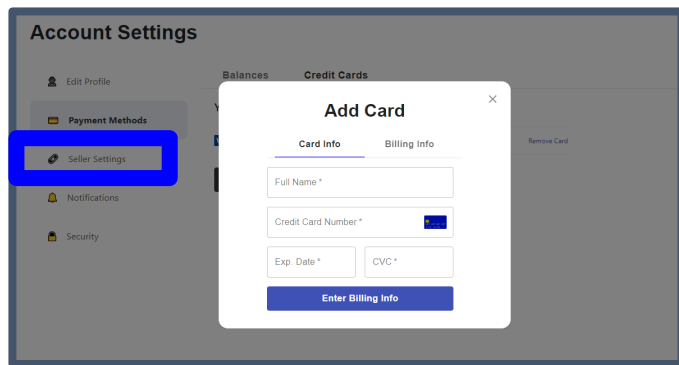 Account Settings
Edit Profile
Payment Methods
Seller Settings
Notifications
Security
Balances Credit Cards
Remove Card
Add Card
Card Info Billing Info
Full Name *
Credit Card Number *
Exp. Date * CVC *
Enter Billing Info